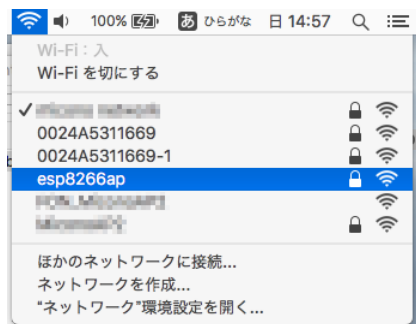 100% あ ひらがな 日 14:57
Wi-Fi：入
Wi-Fi を切にする
0024A5311669
0024A5311669-1
esp8266ap
ほかのネットワークに接続...
ネットワークを作成...
“ネットワーク”環境設定を開く...